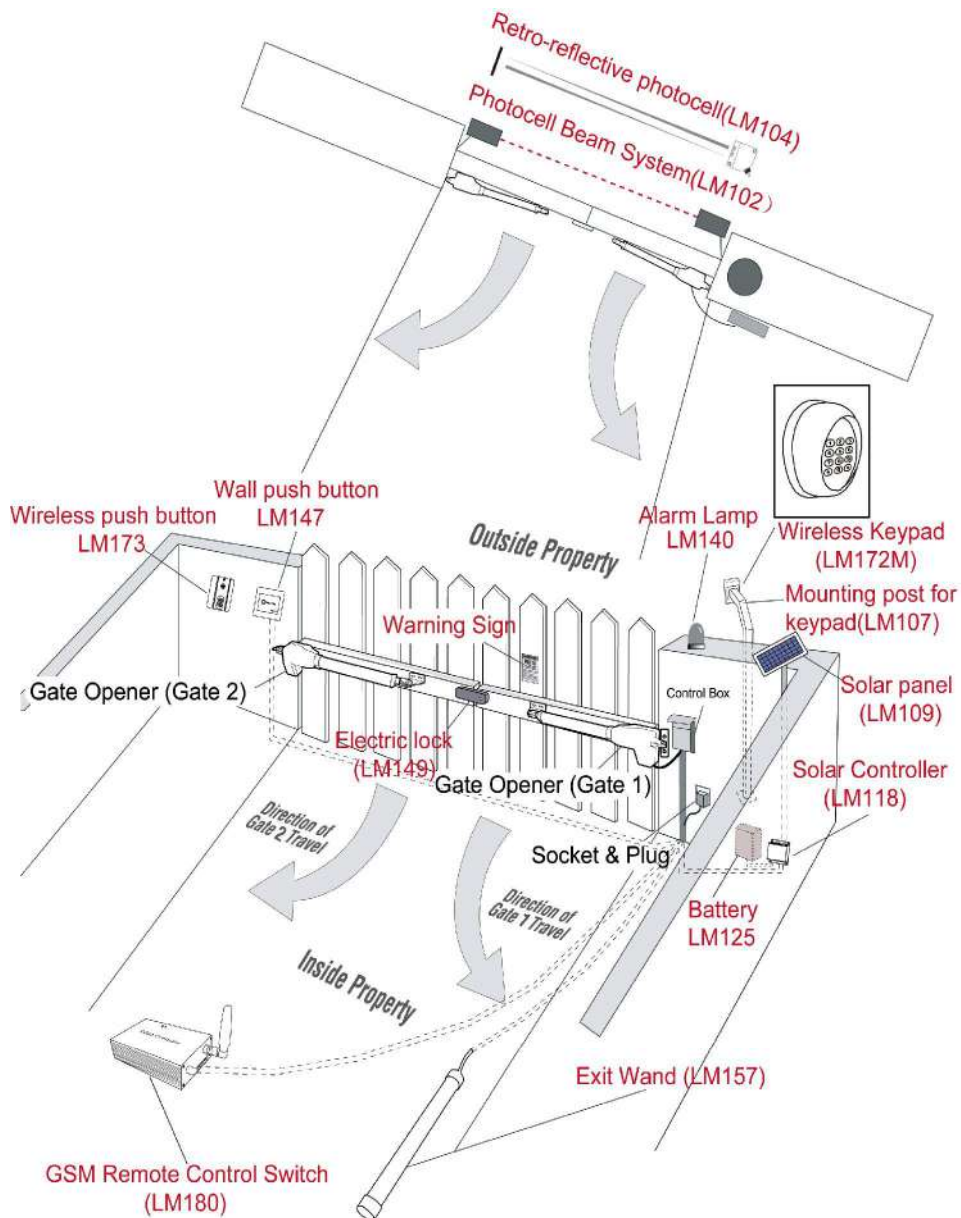 Retro-reflective photocell(LM104)
Photocell Beam System(LM102）
Wall push button
LM147
Wireless push button
LM173
Outside Property
Alarm Lamp
LM140
Wireless Keypad
(LM172M)
Mounting post for
keypad(LM107)
Warning Sign
Control Box
Solar panel
(LM109)
Gate Opener (Gate 2)
Electric lock
(LM149)
Gate Opener (Gate 1)
Solar Controller
(LM118)
Direction of
Gate 2 Travel
Direction of
Gate 1 Travel
Socket & Plug
Battery
LM125
Inside Property
Exit Wand (LM157)
GSM Remote Control Switch
(LM180)